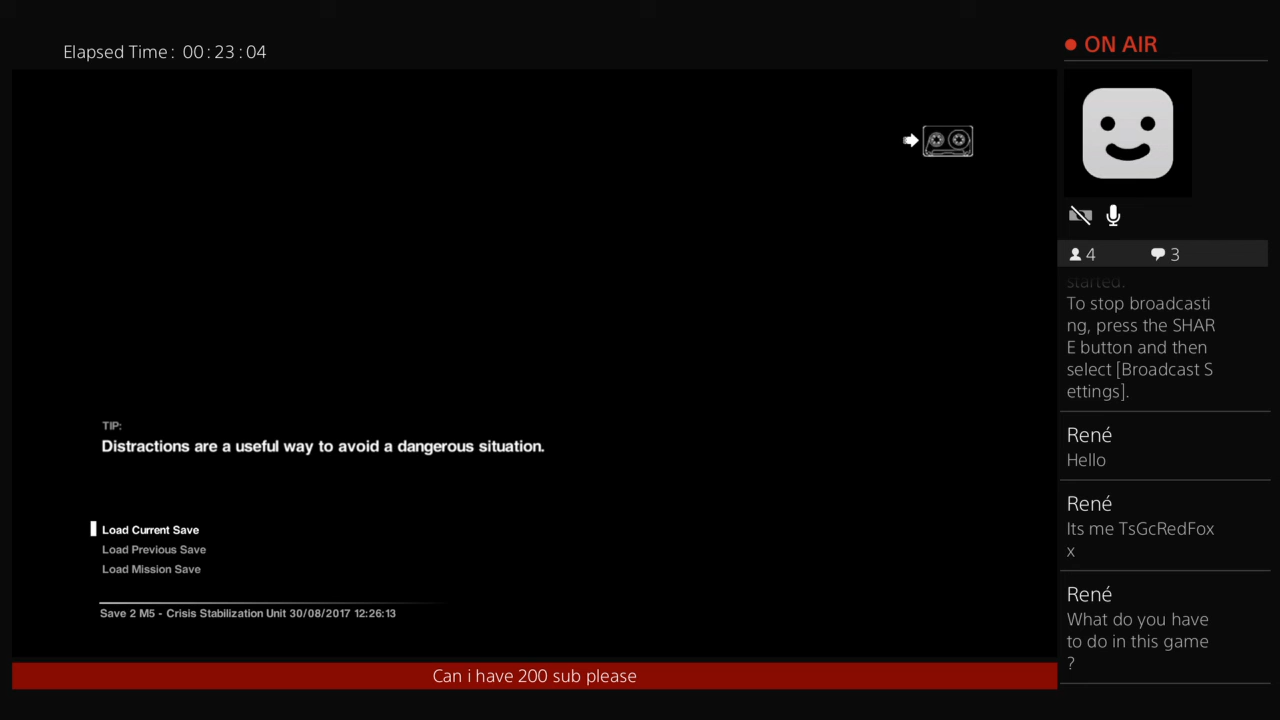 Elapsed Time: 00:23:04
ON AIR
4
3
started.
To stop broadcasti
ng, press the SHAR
E button and then
select [Broadcast S
ettings].
René
Hello
René
Its me TsGcRedFox
x
René
What do you have
to do in this game
?
TIP:
Distractions are a useful way to avoid a dangerous situation.
Load Current Save
Load Previous Save
Load Mission Save
Save 2 M5 - Crisis Stabilization Unit 30/08/2017 12:26:13
Can i have 200 sub please